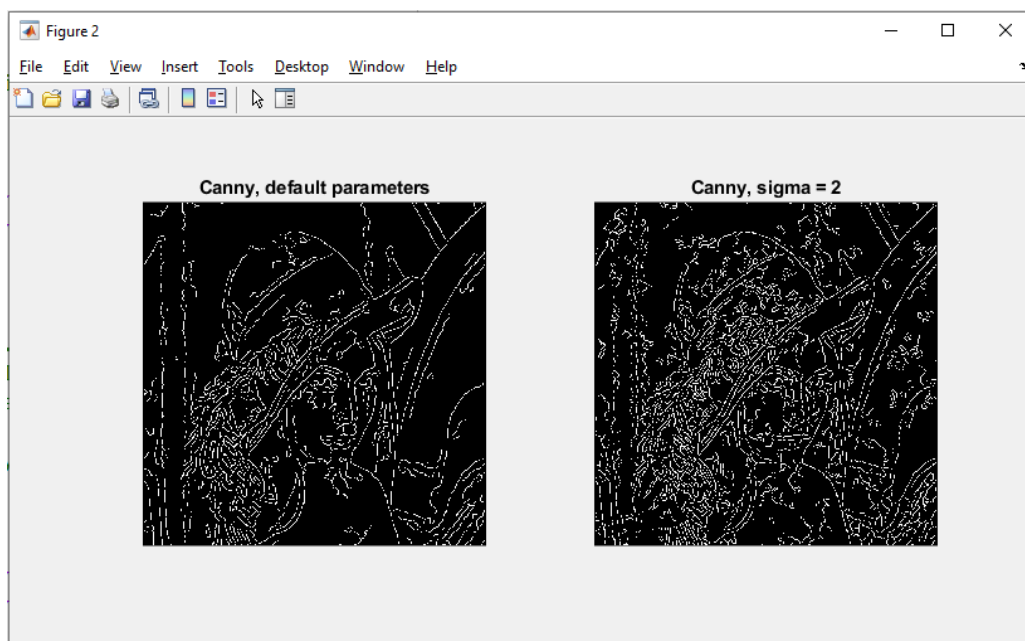 Figure 2
File Edit View Insert Tools Desktop Window Help
Canny, default parameters
Canny, sigma = 2